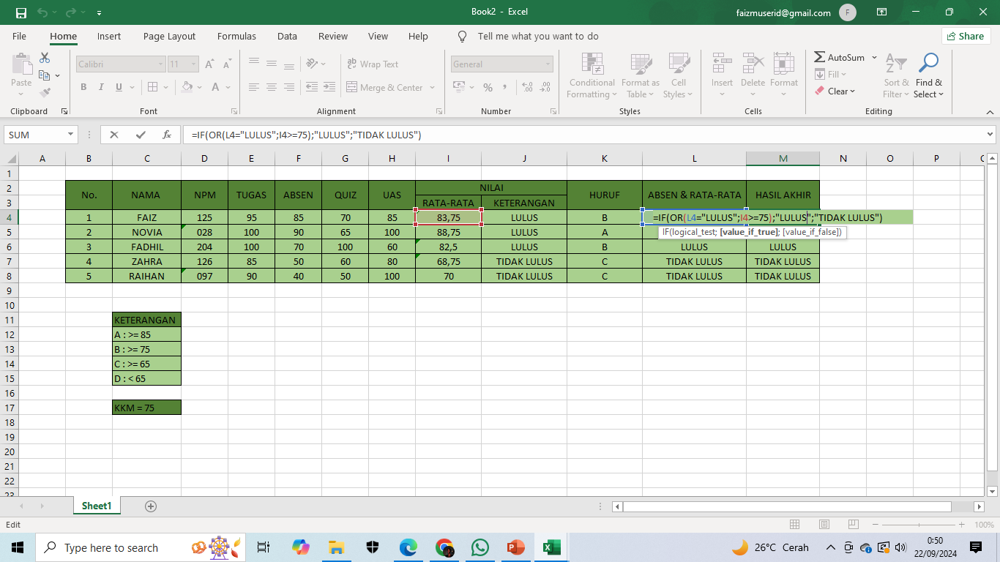 Book2 - Excel
faizmuserid@gmail.com F
File Home Insert Page Layout Formulas Data Review View Help Tell me what you want to do Share
Calibri 11 A A
Wrap Text
General
AutoSum
Paste
B I U A
Merge & Center
%
Conditional Formatting
Format as Table
Cell Styles
Insert Delete Format
Fill
Clear
Sort & Filter
Find & Select
Clipboard Font Alignment Number Styles Cells Editing
SUM fx =IF(OR(L4="LULUS";I4>=75);"LULUS";"TIDAK LULUS")
A B C D E F G H I J K L M N O P
1
2 No. NAMA NPM TUGAS ABSEN QUIZ UAS NILAI HURUF ABSEN & RATA-RATA HASIL AKHIR
3 RATA-RATA KETERANGAN
4 1 FAIZ 125 95 85 70 85 83,75 LULUS B =IF(OR(L4="LULUS";I4>=75);"LULUS";"TIDAK LULUS")
5 2 NOVIA 028 100 90 65 100 88,75 LULUS A IF(logical_test; [value_if_true]; [value_if_false])
6 3 FADHIL 204 100 70 100 60 82,5 LULUS B LULUS LULUS
7 4 ZAHRA 126 85 50 60 80 68,75 TIDAK LULUS C TIDAK LULUS TIDAK LULUS
8 5 RAIHAN 097 90 40 50 100 70 TIDAK LULUS C TIDAK LULUS TIDAK LULUS
9
10
11 KETERANGAN
12 A : >= 85
13 B : >= 75
14 C : >= 65
15 D : < 65
16
17 KKM = 75
18
19
20
21
22
23
Sheet1
Edit 100%
Type here to search
26°C Cerah
0:50
22/09/2024